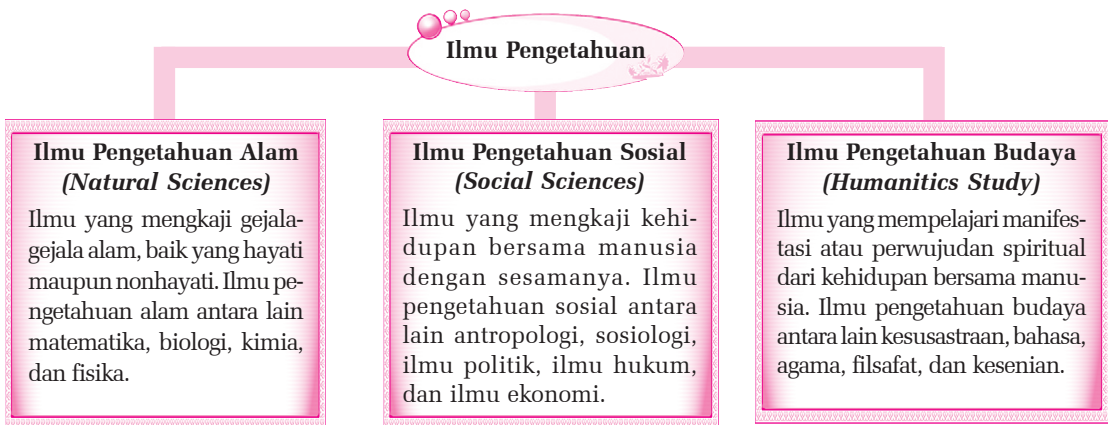 Ilmu Pengetahuan
Ilmu Pengetahuan Alam
(Natural Sciences)
Ilmu yang mengkaji gejala-
gejala alam, baik yang hayati
maupun nonhayati. Ilmu pe-
ngetahuan alam antara lain
matematika, biologi, kimia,
dan fisika.
Ilmu Pengetahuan Sosial
(Social Sciences)
Ilmu yang mengkaji kehi-
dupan bersama manusia
dengan sesamanya. Ilmu
pengetahuan sosial antara
lain antropologi, sosiologi,
ilmu politik, ilmu hukum,
dan ilmu ekonomi.
Ilmu Pengetahuan Budaya
(Humanitics Study)
Ilmu yang mempelajari manifes-
tasi atau perwujudan spiritual
dari kehidupan bersama manu-
sia. Ilmu pengetahuan budaya
antara lain kesusastraan, bahasa,
agama, filsafat, dan kesenian.